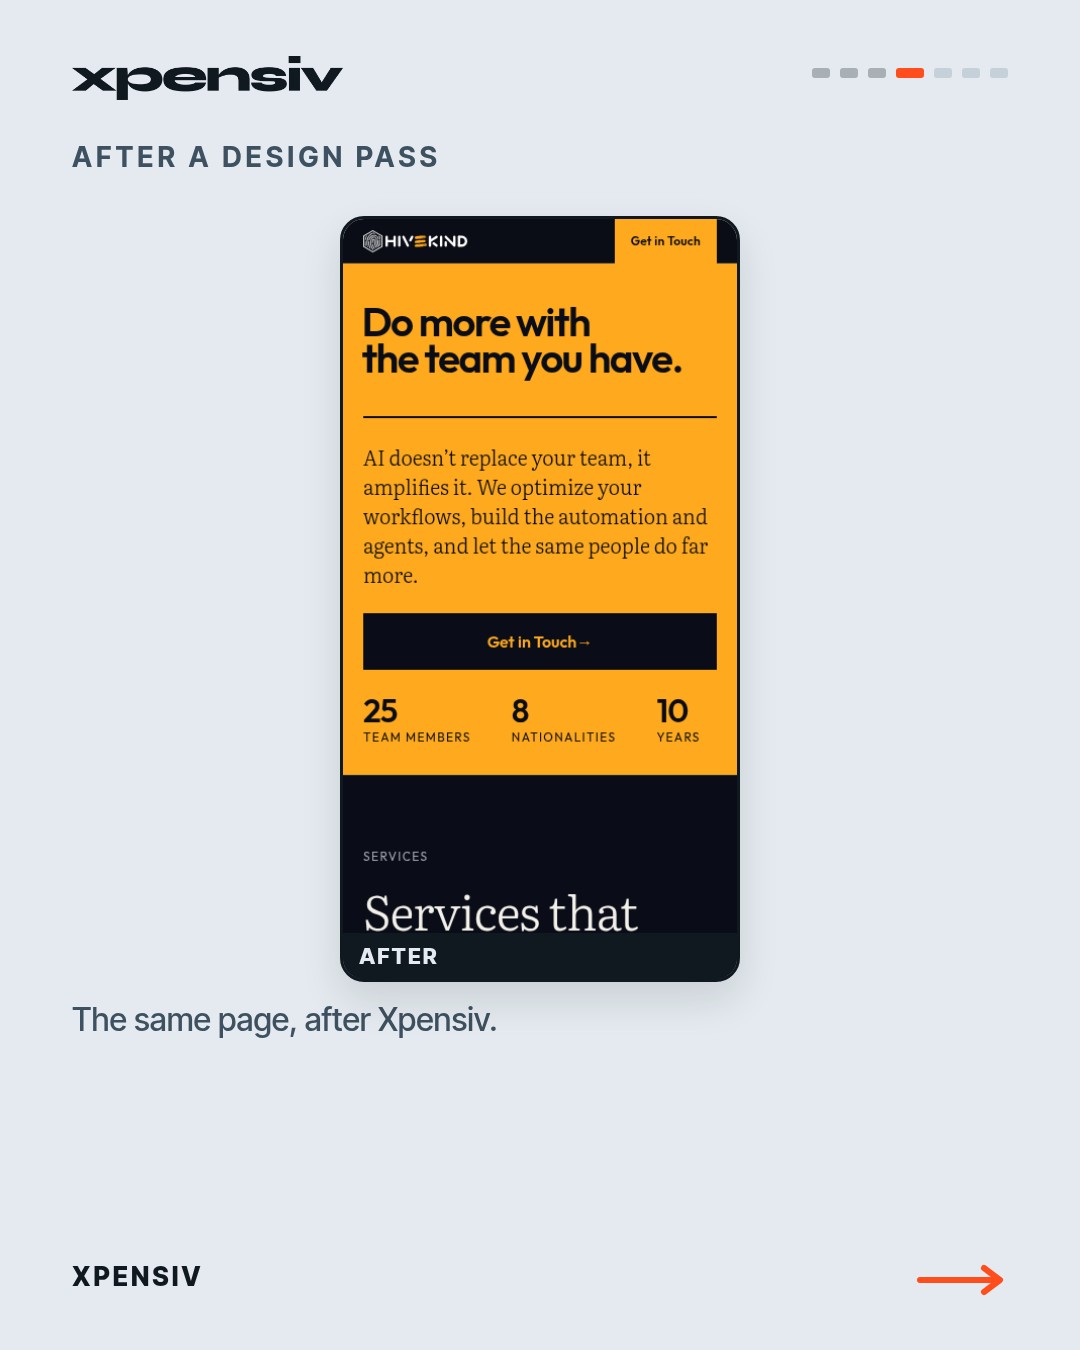 xpensiv
AFTER A DESIGN PASS
HIVEKIND
Get in Touch
Do more with
the team you have.
AI doesn’t replace your team, it
amplifies it. We optimize your
workflows, build the automation and
agents, and let the same people do far
more.
Get in Touch→
25
TEAM MEMBERS
8
NATIONALITIES
10
YEARS
SERVICES
Services that
AFTER
The same page, after Xpensiv.
XPENSIV